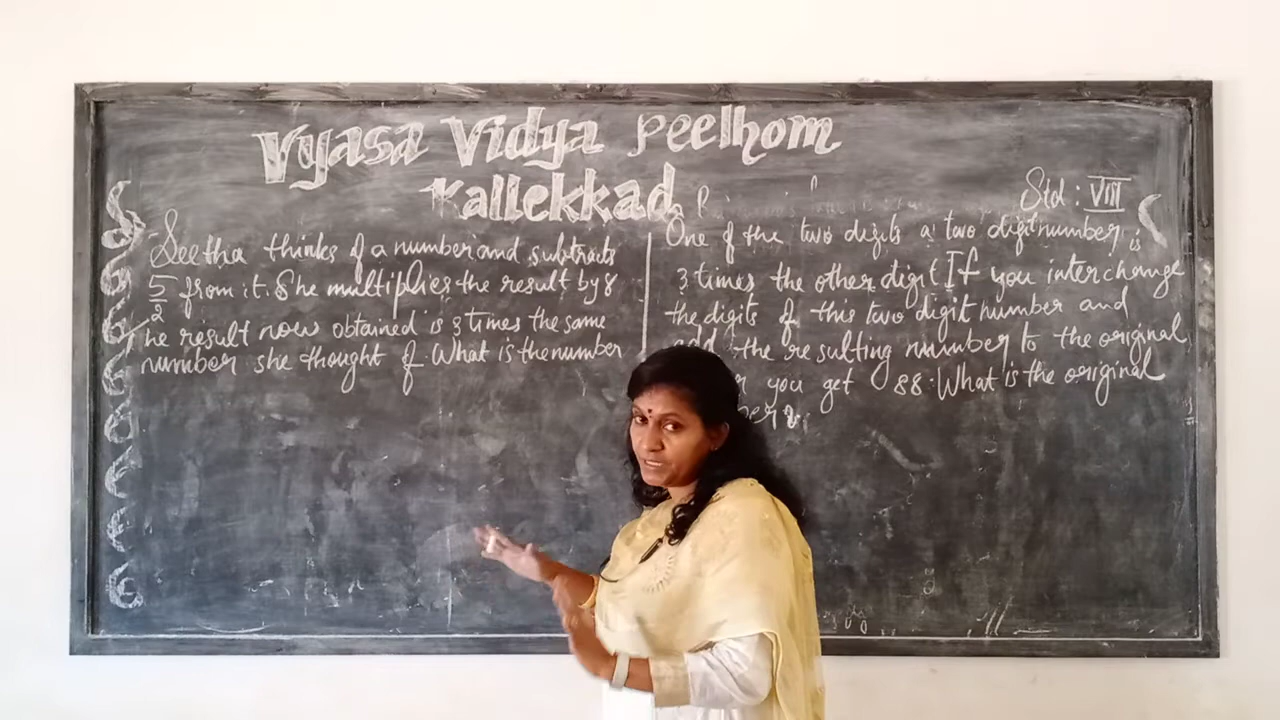 Vyasa Vidya Peelhom
Kallekkad
Std : VIII
Seetha thinks of a number and subtracts
5/2 from it. She multiplies the result by 8
he result now obtained is 3 times the same
number she thought of What is the number
One of the two digits a two digit number is
3 times the other digit If you interchange
the digits of this two digit number and
add the resulting number to the original
you get 88. What is the original